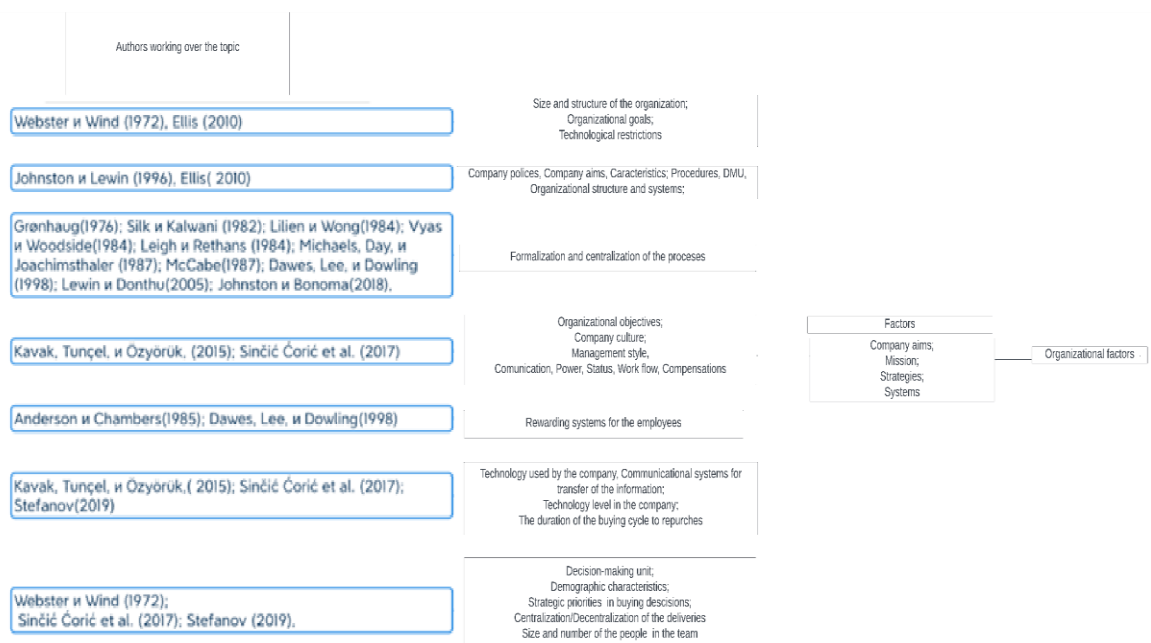 Authors working over the topic
Webster и Wind (1972), Ellis (2010)
Size and structure of the organization;
Organizational goals;
Technological restrictions
Johnston и Lewin (1996), Ellis( 2010)
Company polices, Company aims, Caracteristics; Procedures, DMU,
Organizational structure and systems;
Grønhaug(1976); Silk и Kalwani (1982); Lilien и Wong(1984); Vyas
и Woodside(1984); Leigh и Rethans (1984); Michaels, Day, и
Joachimsthaler (1987); McCabe(1987); Dawes, Lee, и Dowling
(1998); Lewin и Donthu(2005); Johnston и Bonoma(2018),
Formalization and centralization of the proceses
Kavak, Tunçel, и Özyörük, (2015); Sinčić Ćorić et al. (2017)
Organizational objectives;
Company culture;
Management style,
Comunication, Power, Status, Work flow, Compensations
Factors
Company aims;
Mission;
Strategies;
Systems
Organizational factors
Anderson и Chambers(1985); Dawes, Lee, и Dowling(1998)
Rewarding systems for the employees
Kavak, Tunçel, и Özyörük,( 2015); Sinčić Ćorić et al. (2017);
Stefanov(2019)
Technology used by the company, Communicational systems for
transfer of the information;
Technology level in the company;
The duration of the buying cycle to repurches
Webster и Wind (1972);
Sinčić Ćorić et al. (2017); Stefanov (2019),
Decision-making unit;
Demographic characteristics;
Strategic priorities in buying descisions;
Centralization/Decentralization of the deliveries
Size and number of the people in the team